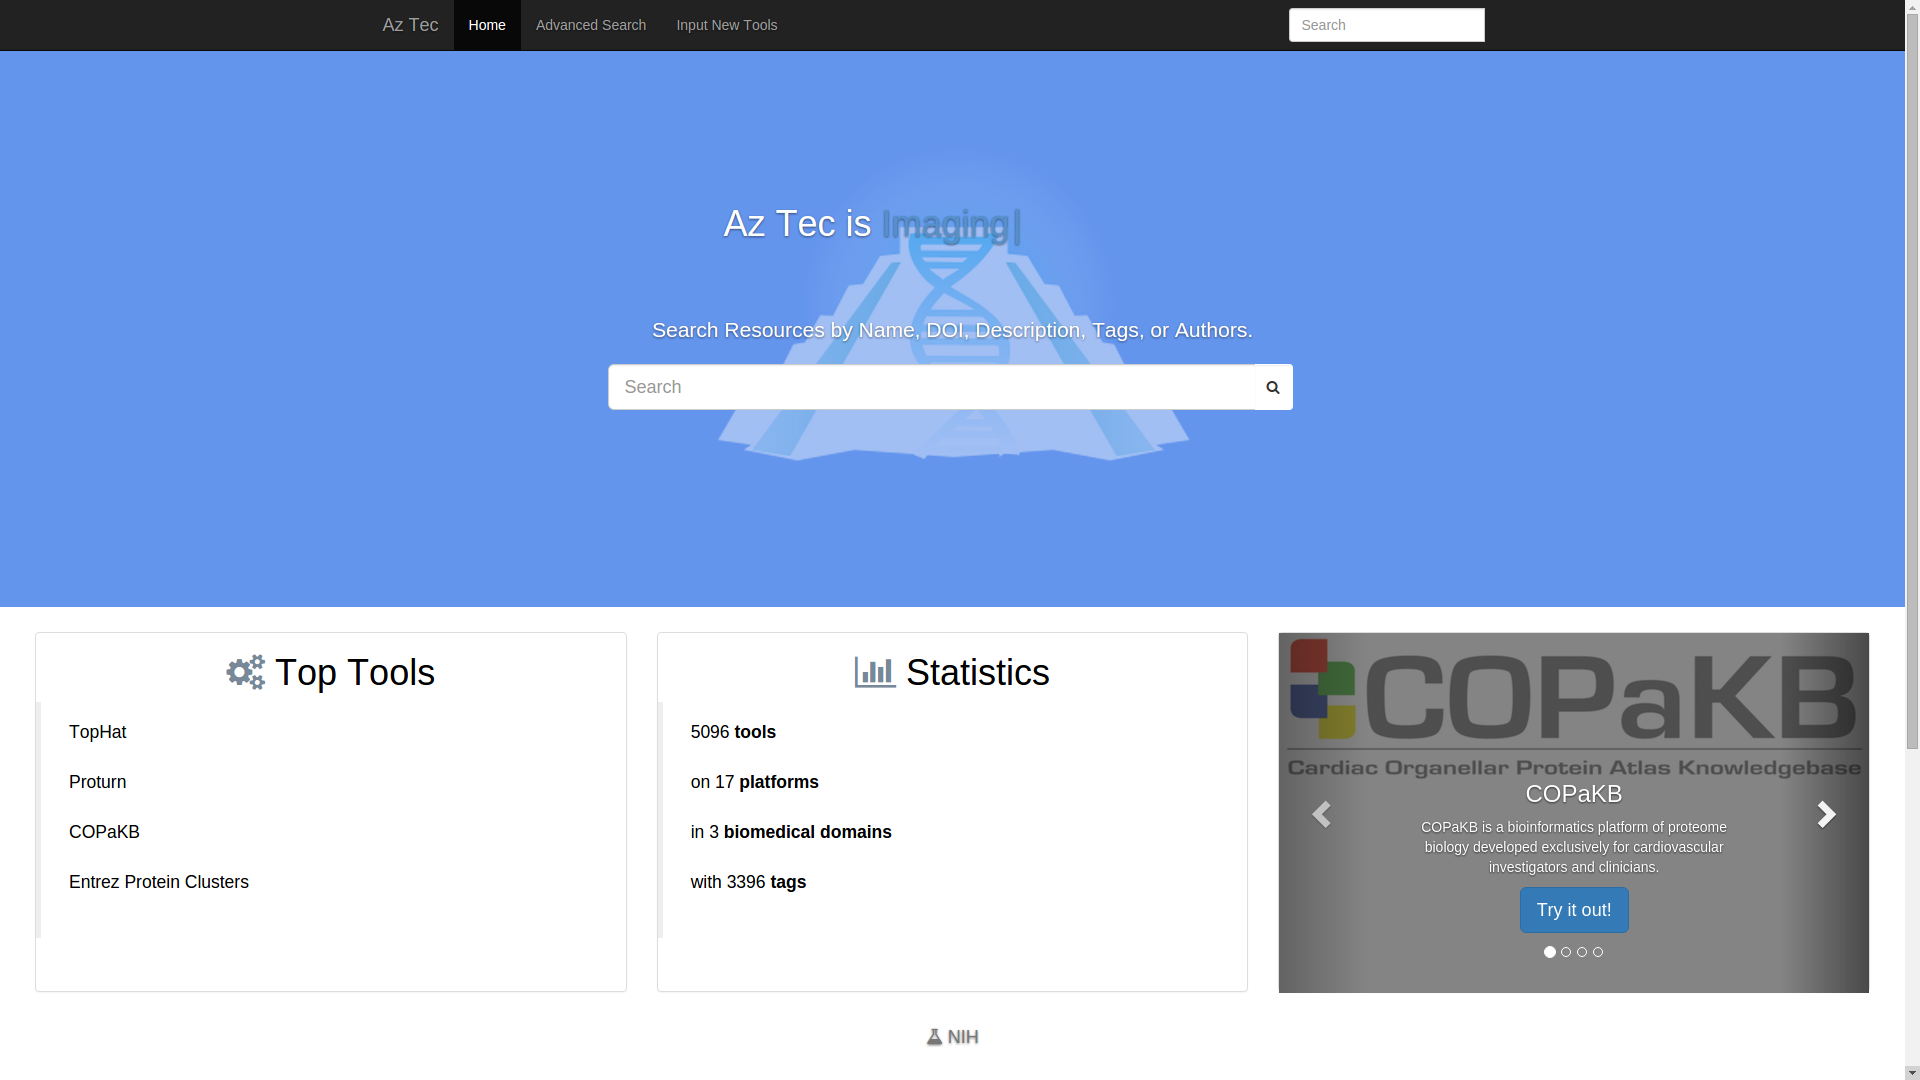 Az Tec
Home
Advanced Search
Input New Tools
Search
Az Tec is Imaging|
Search Resources by Name, DOI, Description, Tags, or Authors.
Search
Top Tools
TopHat
Proturn
COPaKB
Entrez Protein Clusters
Statistics
5096 tools
on 17 platforms
in 3 biomedical domains
with 3396 tags
COPaKB
Cardiac Organellar Protein Atlas Knowledgebase
COPaKB
COPaKB is a bioinformatics platform of proteome
biology developed exclusively for cardiovascular
investigators and clinicians.
Try it out!
NIH